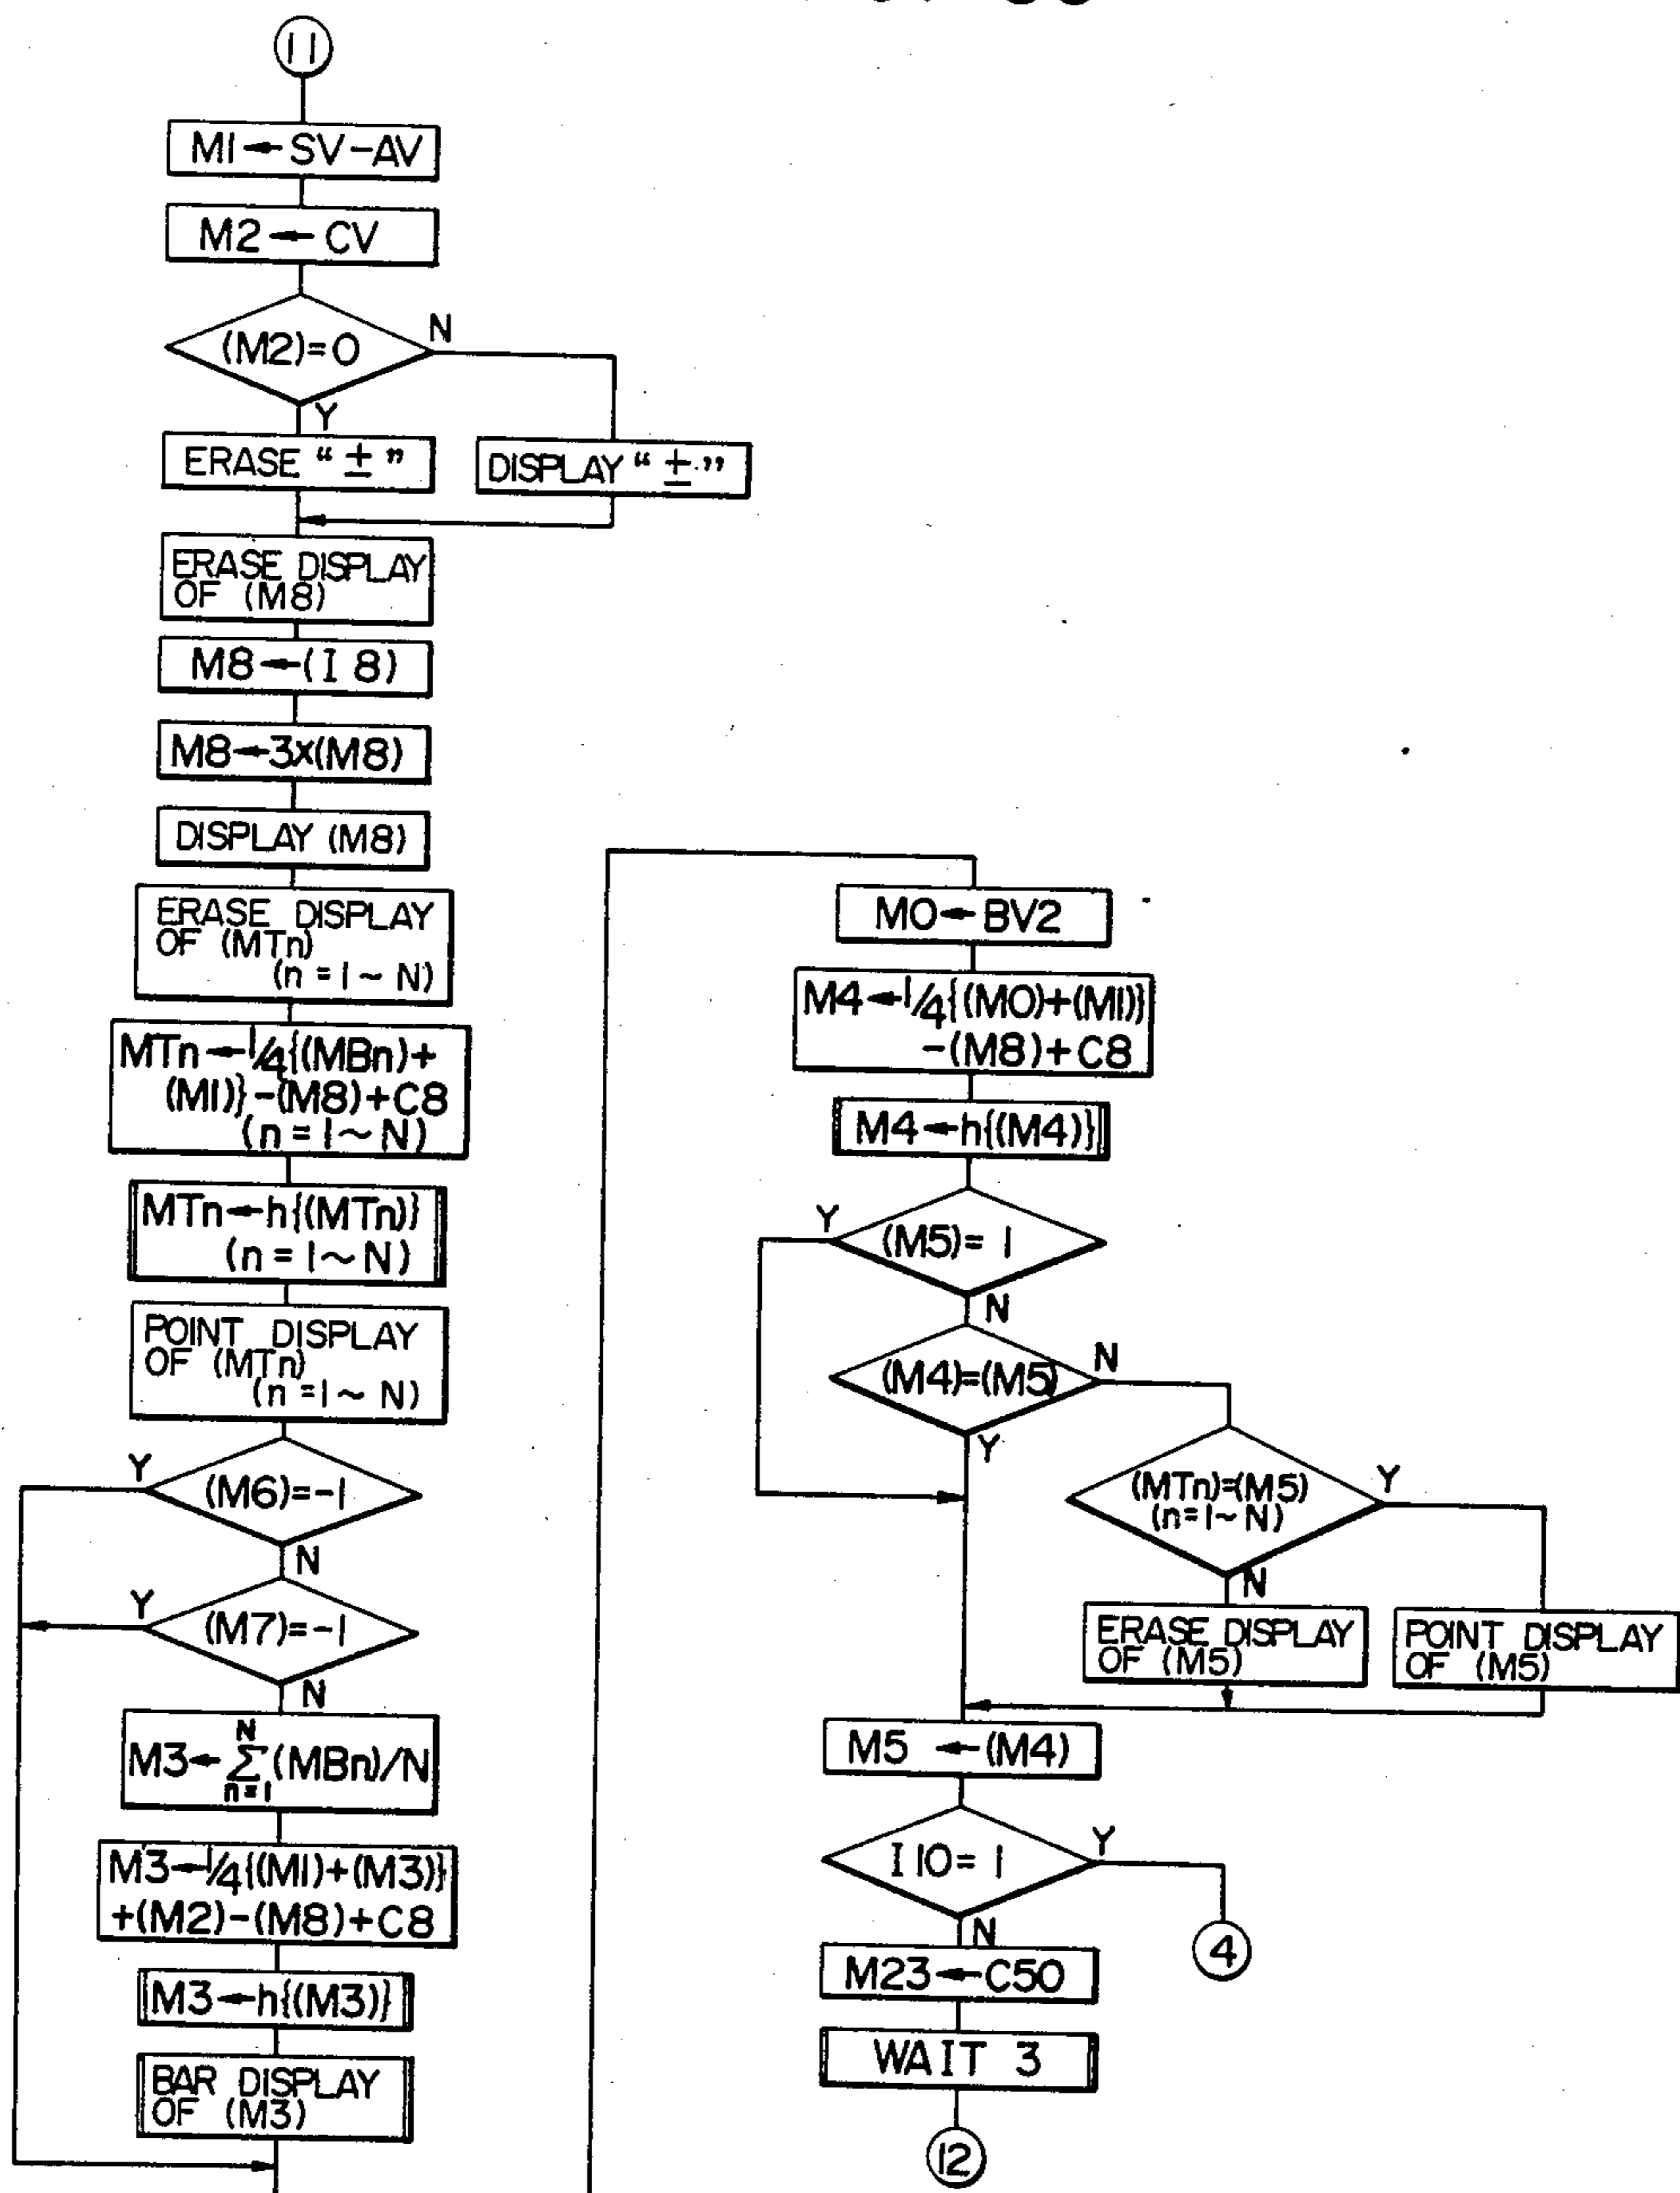 11
M1←SV-AV
M2←CV
(M2)=0
N
Y
ERASE “±”
DISPLAY “±”
ERASE DISPLAY
OF (M8)
M8←(I8)
M8←3x(M8)
DISPLAY (M8)
ERASE DISPLAY
OF (MTn)
(n=1~N)
MTn←1/4{(MBn)+
(M1)}-(M8)+C8
(n=1~N)
MTn←h{(MTn)}
(n=1~N)
POINT DISPLAY
OF (MTn)
(n=1~N)
Y
(M6)=-1
N
Y
(M7)=-1
N
M3←Σ(MBn)/N
N
n=1
M3←1/4{(M1)+(M3)}
+(M2)-(M8)+C8
M3←h{(M3)}
BAR DISPLAY
OF (M3)
M0←BV2
M4←1/4{(M0)+(M1)}
-(M8)+C8
M4←h{(M4)}
Y
(M5)=1
N
(M4)=(M5)
N
Y
(MTn)=(M5)
(n=1~N)
Y
N
ERASE DISPLAY
OF (M5)
POINT DISPLAY
OF (M5)
M5←(M4)
I10=1
Y
N
4
M23←C50
WAIT 3
12